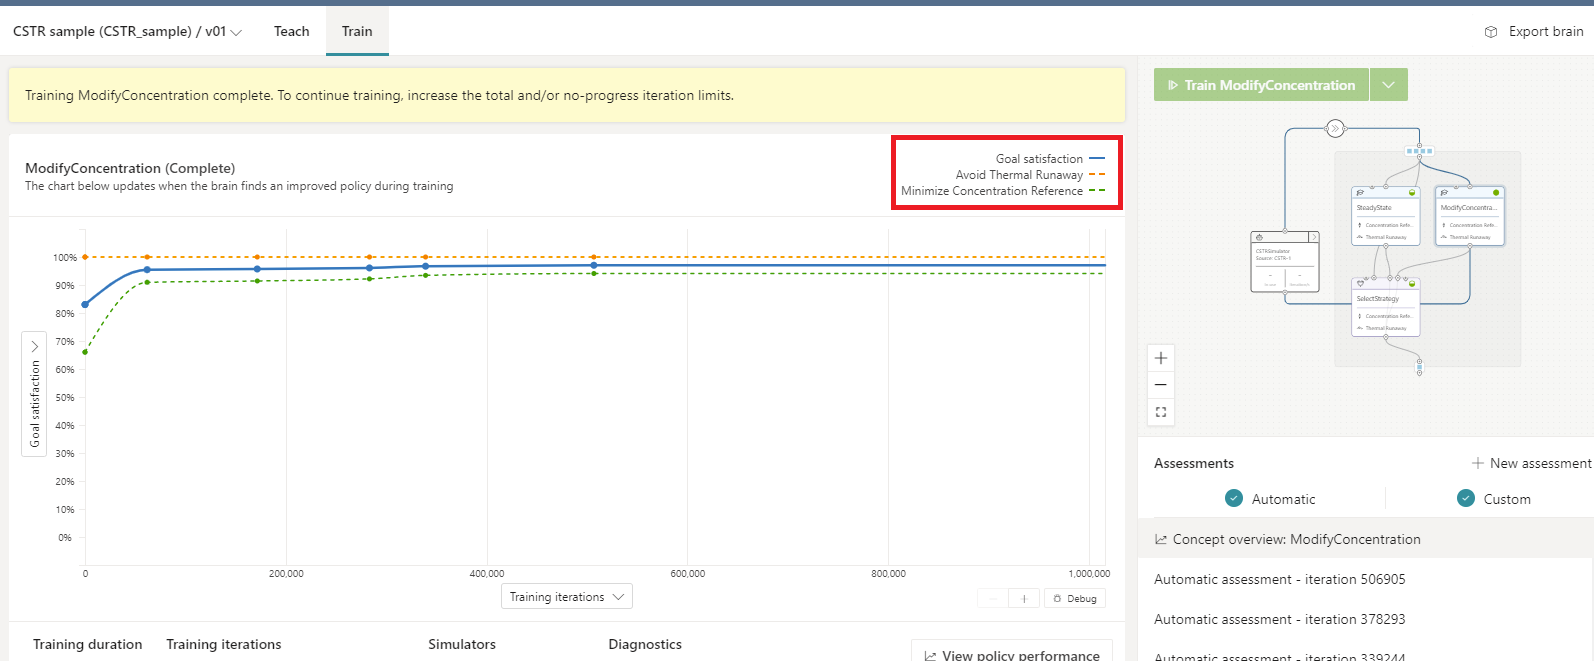 CSTR sample (CSTR_sample) / v01
Teach
Train
Export brain
Training ModifyConcentration complete. To continue training, increase the total and/or no-progress iteration limits.
Train ModifyConcentration
ModifyConcentration (Complete)
The chart below updates when the brain finds an improved policy during training
Goal satisfaction
Avoid Thermal Runaway
Minimize Concentration Reference
100%
90%
80%
70%
60%
50%
40%
30%
20%
10%
0%
Goal satisfaction
0
200,000
400,000
600,000
800,000
1,000,000
Training iterations
Debug
Training duration
Training iterations
Simulators
Diagnostics
View policy performance
SteadyState
Concentration Refe...
Thermal Runaway
ModifyConcentra...
Concentration Refe...
Thermal Runaway
CSTRSimulator
Source: CSTR-1
SelectStrategy
Concentration Refe...
Thermal Runaway
Assessments
New assessment
Automatic
Custom
Concept overview: ModifyConcentration
Automatic assessment - iteration 506905
Automatic assessment - iteration 378293
Automatic assessment - iteration 339244